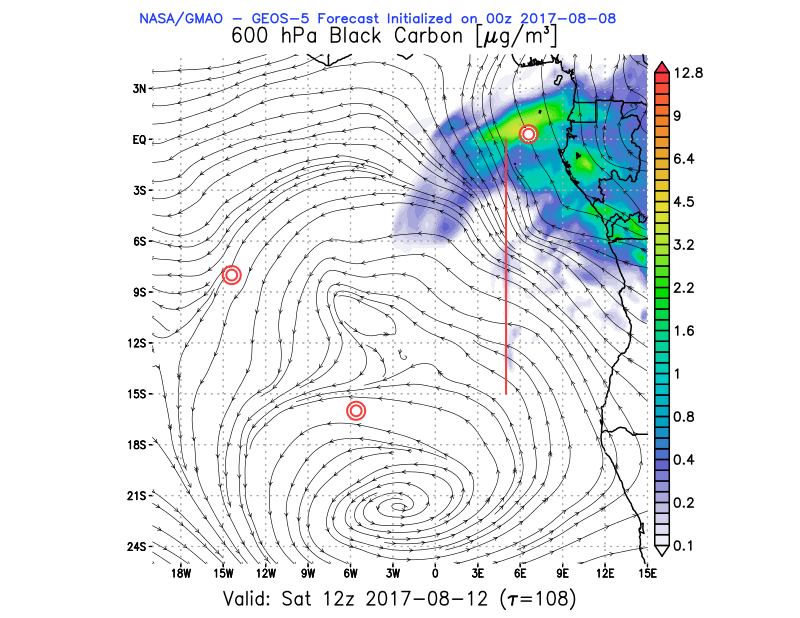 NASA/GMAO - GEOS-5 Forecast Initialized on 00z 2017-08-08
600 hPa Black Carbon [μg/m³]
3N
EQ
3S
6S
9S
12S
15S
18S
21S
24S
18W 15W 12W 9W 6W 3W 0 3E 6E 9E 12E 15E
12.8
9
6.4
4.5
3.2
2.2
1.6
1
0.8
0.4
0.2
0.1
Valid: Sat 12z 2017-08-12 (τ=108)